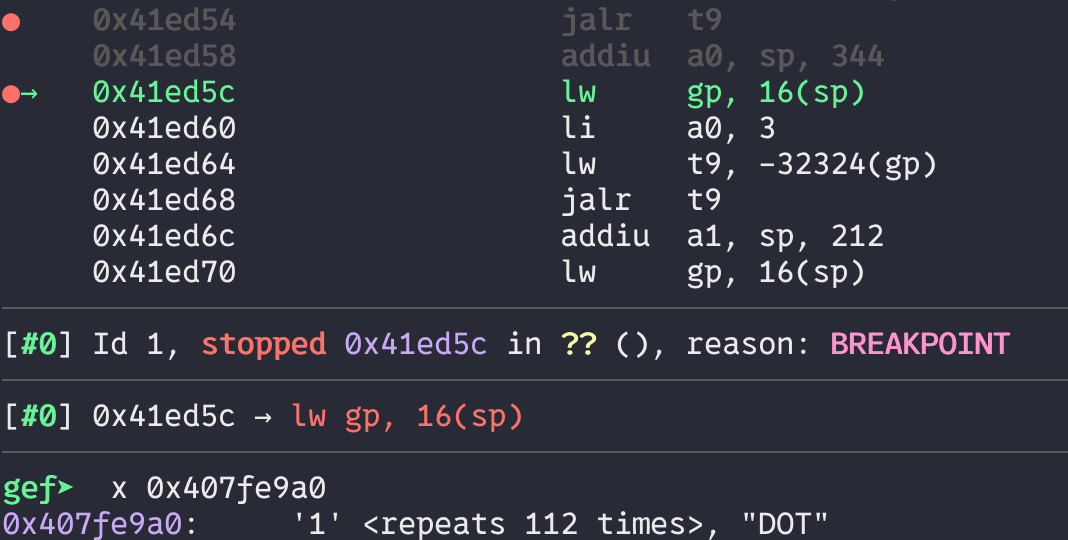 0x41ed54 jalr t9
0x41ed58 addiu a0, sp, 344
→ 0x41ed5c lw gp, 16(sp)
0x41ed60 li a0, 3
0x41ed64 lw t9, -32324(gp)
0x41ed68 jalr t9
0x41ed6c addiu a1, sp, 212
0x41ed70 lw gp, 16(sp)
[#0] Id 1, stopped 0x41ed5c in ?? (), reason: BREAKPOINT
[#0] 0x41ed5c → lw gp, 16(sp)
gef➤ x 0x407fe9a0
0x407fe9a0: '1' <repeats 112 times>, "DOT"